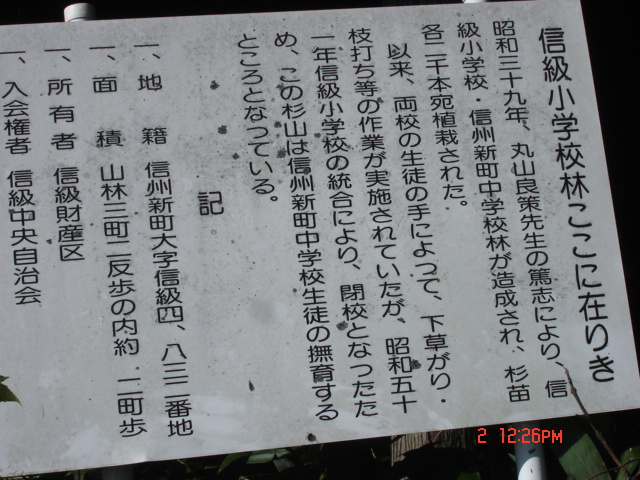 信級小学校林ここに在りき
昭和三十九年、丸山良策先生の篤志により、信
級小学校・信州新町中学校林が造成され、杉苗
各二千本宛植栽された。
以来、両校の生徒の手によって、下草がり・
枝打ち等の作業が実施されていたが、昭和五十
一年信級小学校の統合により、閉校となったた
め、この杉山は信州新町中学校生徒の撫育する
ところとなっている。
記
一、地籍 信州新町大字信級四、八三二番地
一、面積 山林三町二反歩の内約 二町歩
一、所有者 信級財産区
一、入会権者 信級中央自治会
2 12:26PM